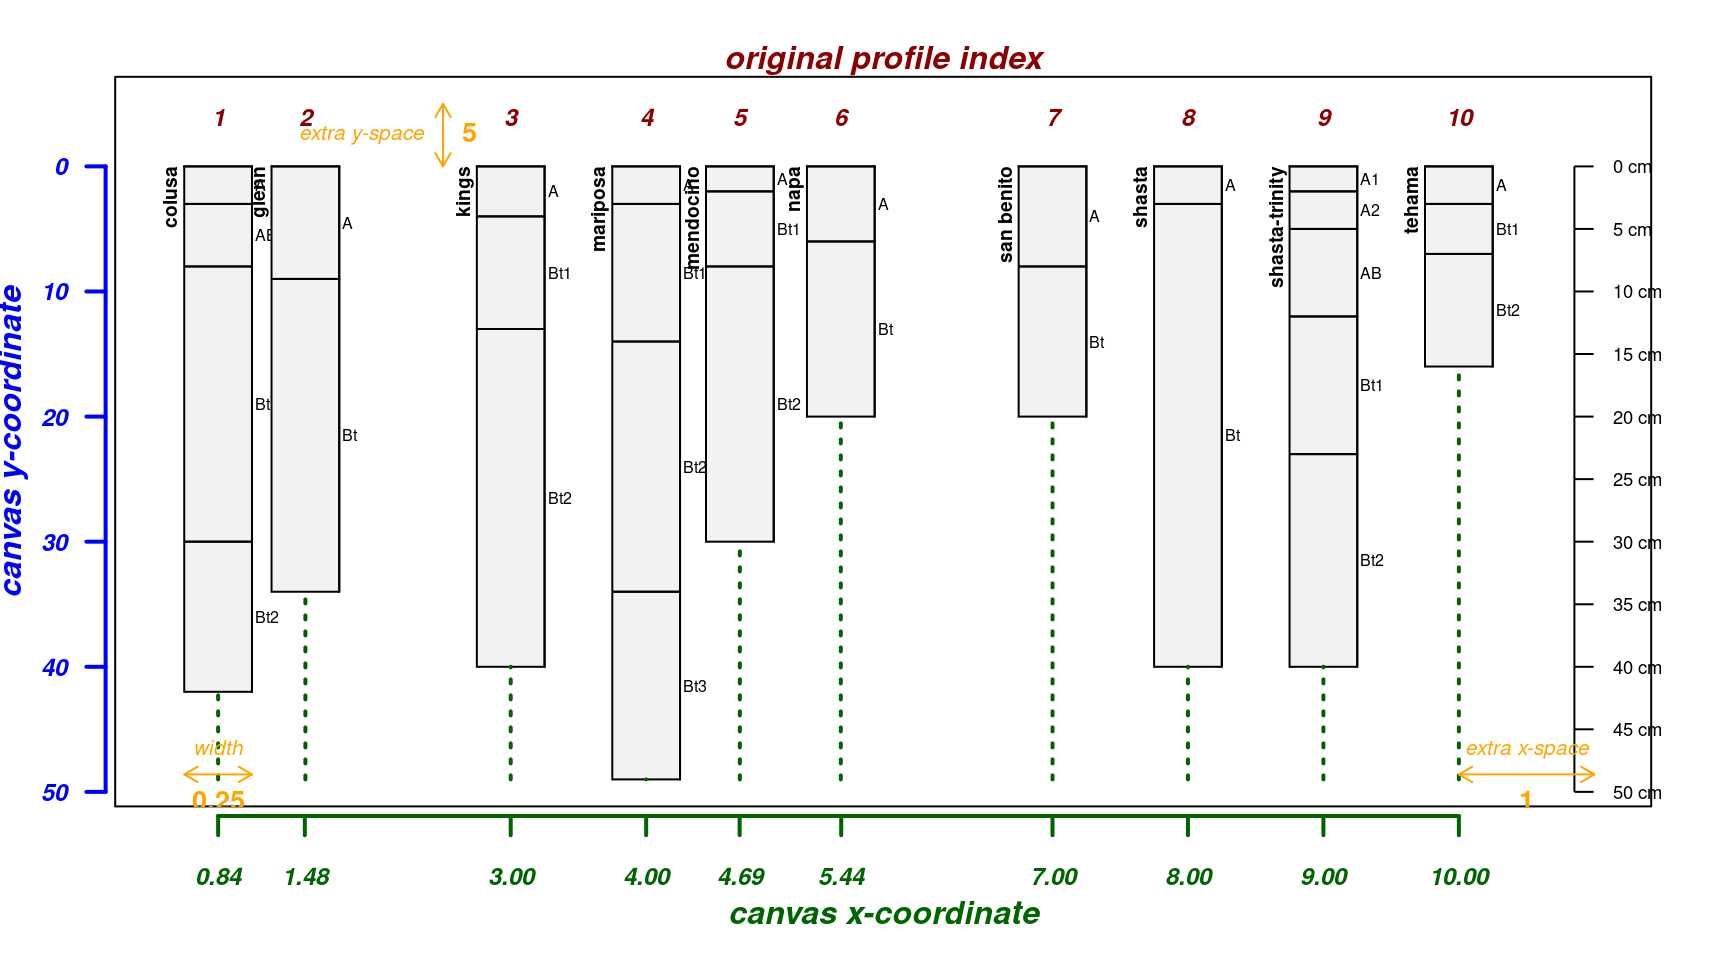 original profile index
1 2 3 4 5 6 7 8 9 10
extra y-space 5
canvas y-coordinate
0
10
20
30
40
50
colusa
AB
Bt2
glenn
A
Bt
kings
A
Bt1
Bt2
mariposa
A
Bt1
Bt2
Bt3
mendocino
A
Bt1
Bt2
napa
A
Bt
san benito
A
Bt
shasta
A
Bt
shasta-trinity
A1
A2
AB
Bt1
Bt2
tehama
A
Bt1
Bt2
0 cm
5 cm
10 cm
15 cm
20 cm
25 cm
30 cm
35 cm
40 cm
45 cm
50 cm
width
0.25
extra x-space
1
0.84 1.48 3.00 4.00 4.69 5.44 7.00 8.00 9.00 10.00
canvas x-coordinate